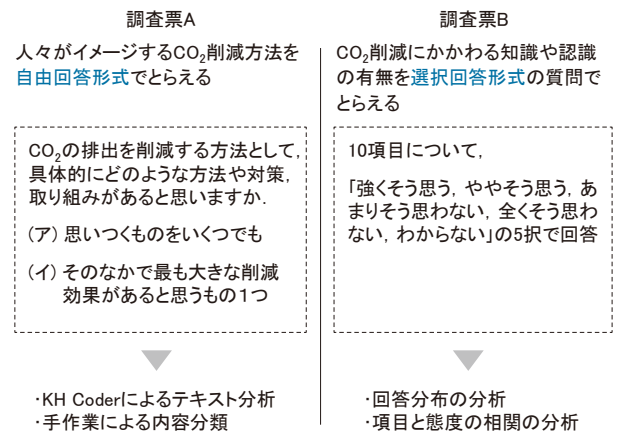 調査票A
人々がイメージするCO₂削減方法を
自由回答形式でとらえる
CO₂の排出を削減する方法として,
具体的にどのような方法や対策,
取り組みがあると思いますか.
(ア) 思いつくものをいくつでも
(イ) そのなかで最も大きな削減
効果があると思うもの1つ
・KH Coderによるテキスト分析
・手作業による内容分類
調査票B
CO₂削減にかかわる知識や認識
の有無を選択回答形式の質問で
とらえる
10項目について,
「強くそう思う, ややそう思う, あ
まりそう思わない, 全くそう思わ
ない, わからない」の5択で回答
・回答分布の分析
・項目と態度の相関の分析